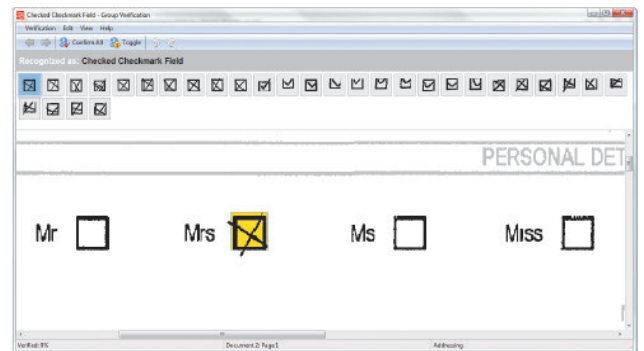 Checked Checkmark Field - Group Verification
Verification Edit View Help
Confirm All Toggle
Recognized as: Checked Checkmark Field
PERSONAL DET
Mr Mrs Ms Miss
Verified: 0% Document 2: Page 1 Addressing